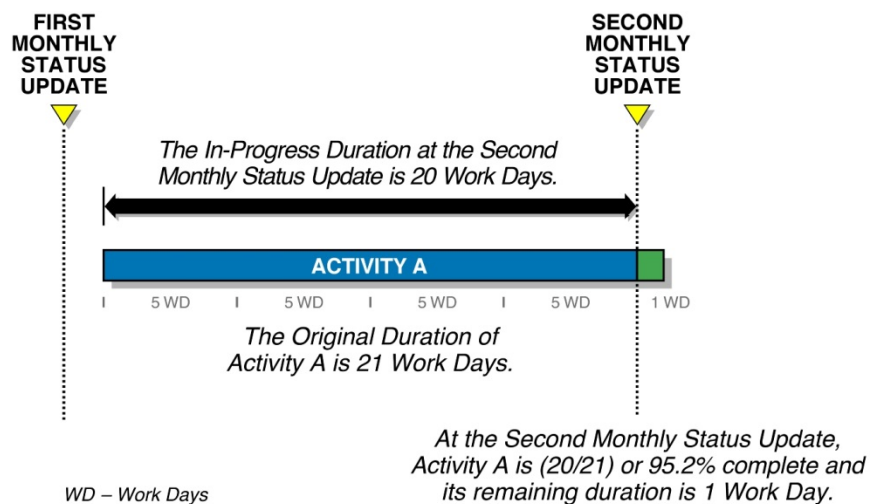 FIRST
MONTHLY
STATUS
UPDATE
SECOND
MONTHLY
STATUS
UPDATE
The In-Progress Duration at the Second
Monthly Status Update is 20 Work Days.
ACTIVITY A
I 5 WD I 5 WD I 5 WD I 5 WD 1 WD
The Original Duration of
Activity A is 21 Work Days.
At the Second Monthly Status Update,
Activity A is (20/21) or 95.2% complete and
its remaining duration is 1 Work Day.
WD – Work Days